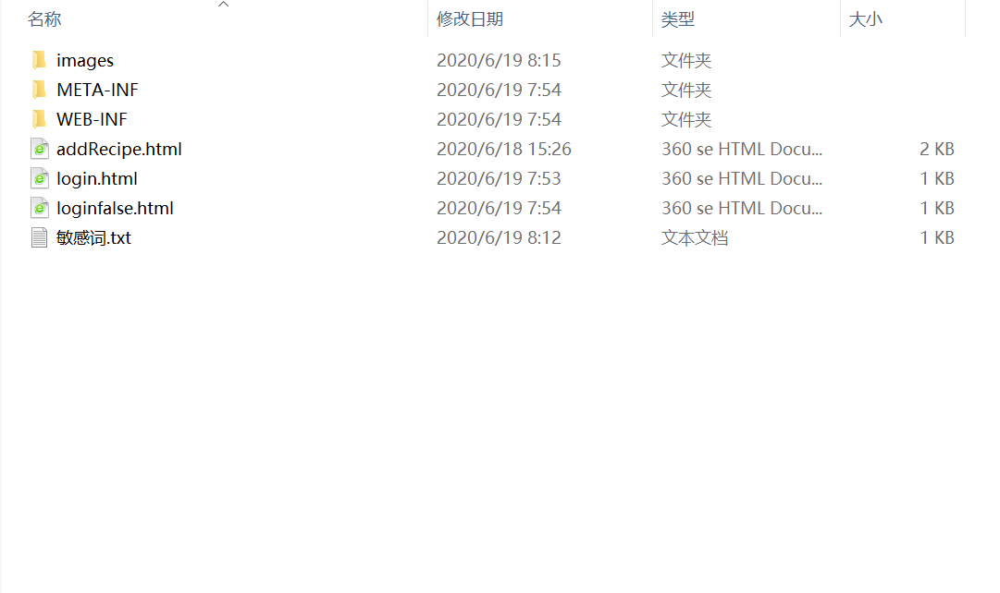 名称 修改日期 类型 大小
images 2020/6/19 8:15 文件夹
META-INF 2020/6/19 7:54 文件夹
WEB-INF 2020/6/19 7:54 文件夹
addRecipe.html 2020/6/18 15:26 360 se HTML Docu... 2 KB
login.html 2020/6/19 7:53 360 se HTML Docu... 1 KB
loginfalse.html 2020/6/19 7:54 360 se HTML Docu... 1 KB
敏感词.txt 2020/6/19 8:12 文本文档 1 KB